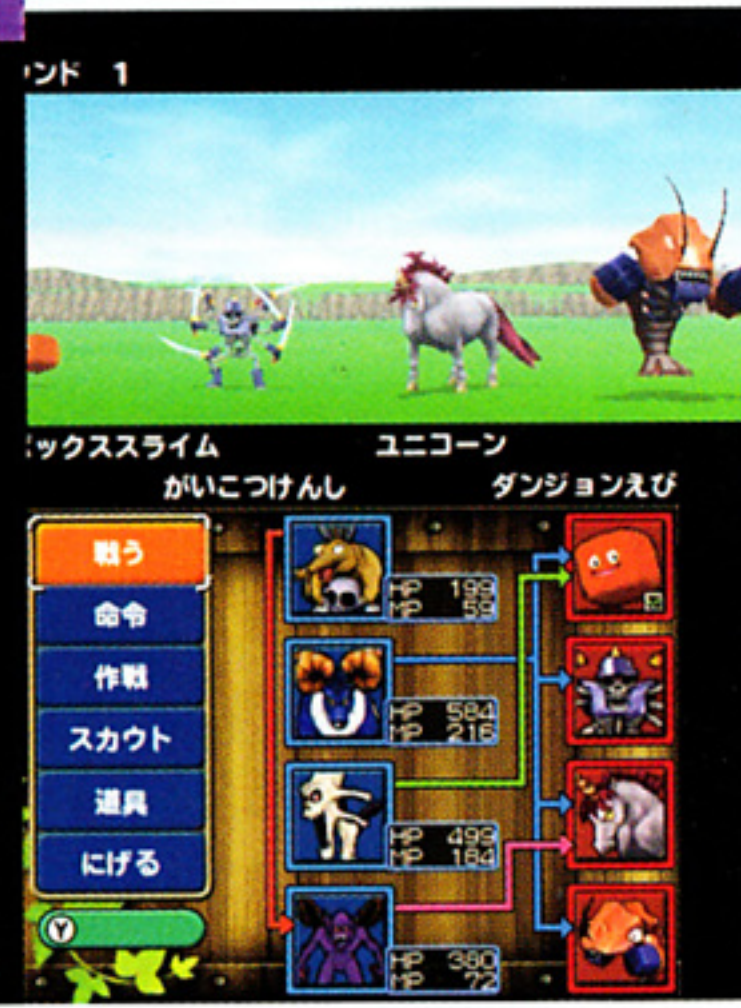 ンド 1
ックススライム ユニコーン
がいこつけんし ダンジョンえび
戦う
命令
作戦
スカウト
道具
にげる
Y
HP 199
MP 59
HP 584
MP 216
HP 499
MP 184
HP 380
MP 72